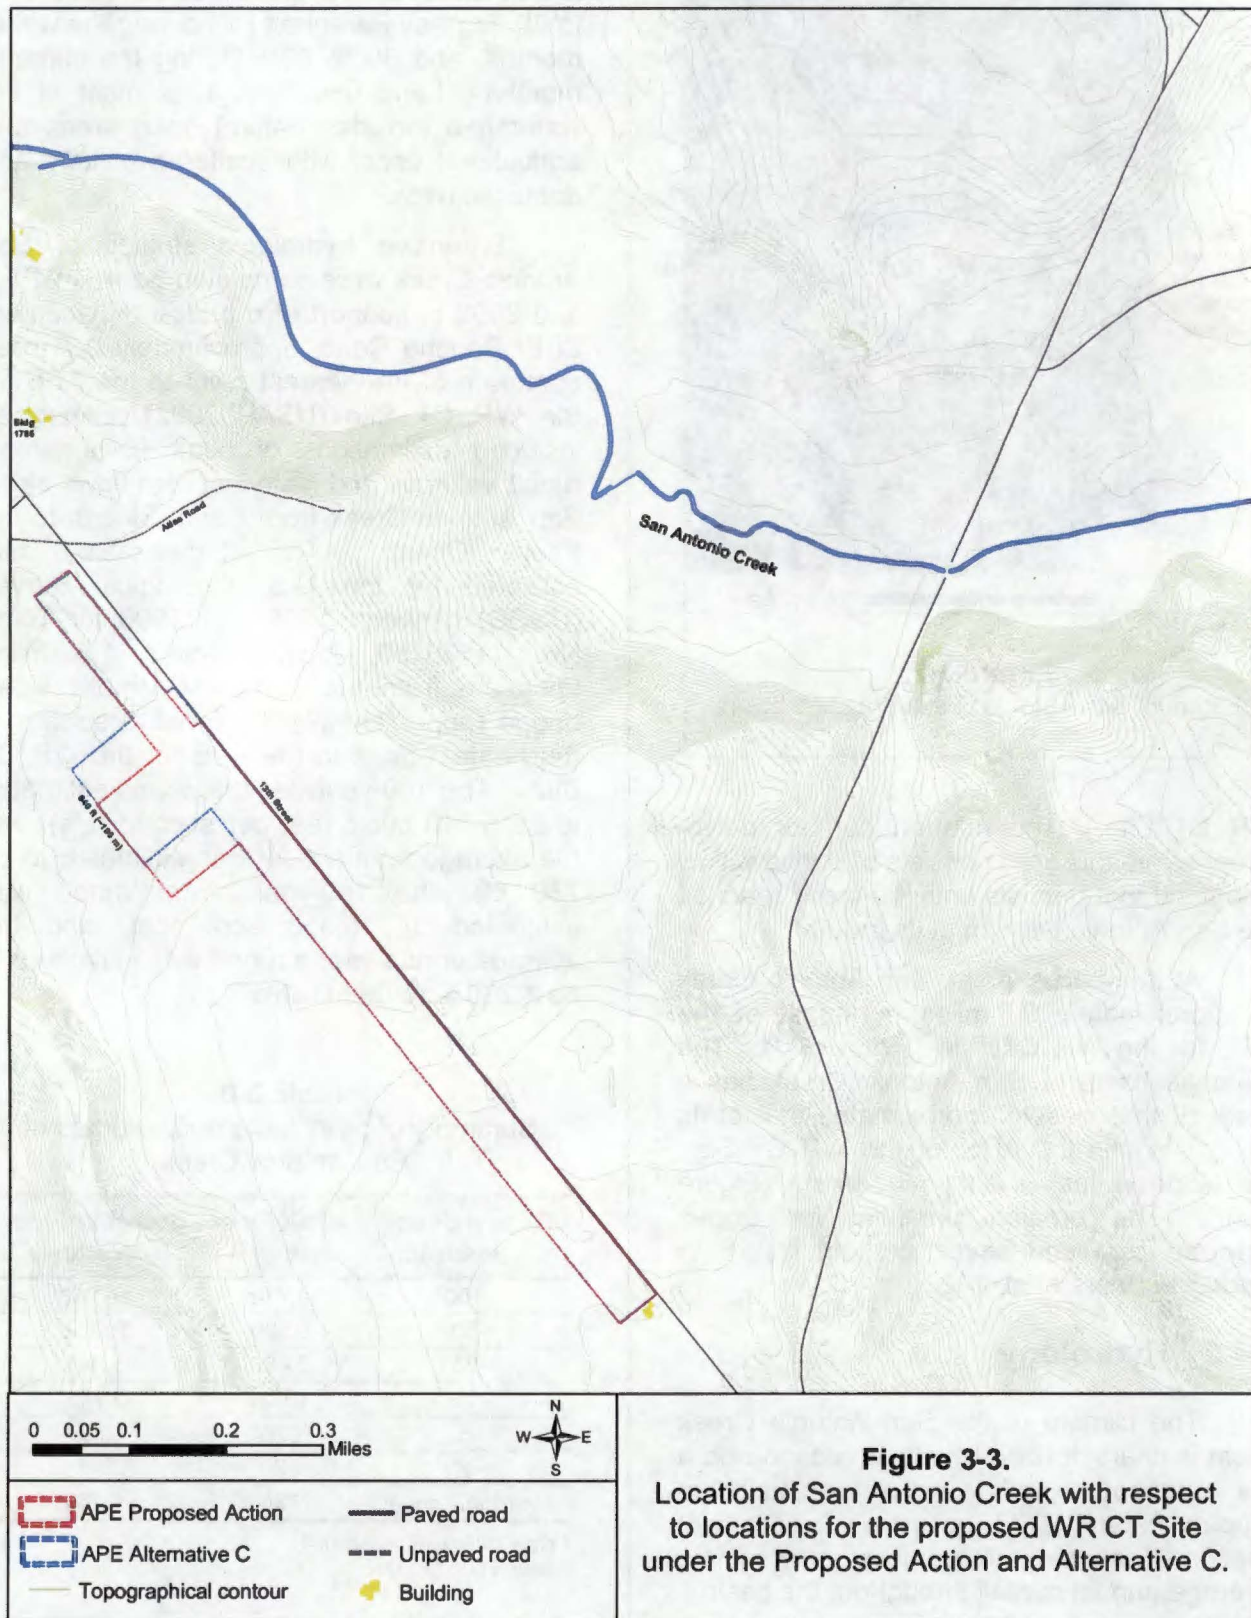 Bldg
1786
Atlas Road
San Antonio Creek
13th Street
N
W E
S
0 0.05 0.1 0.2 0.3
Miles
APE Proposed Action
APE Alternative C
Topographical contour
Paved road
Unpaved road
Building
Figure 3-3.
Location of San Antonio Creek with respect
to locations for the proposed WR CT Site
under the Proposed Action and Alternative C.